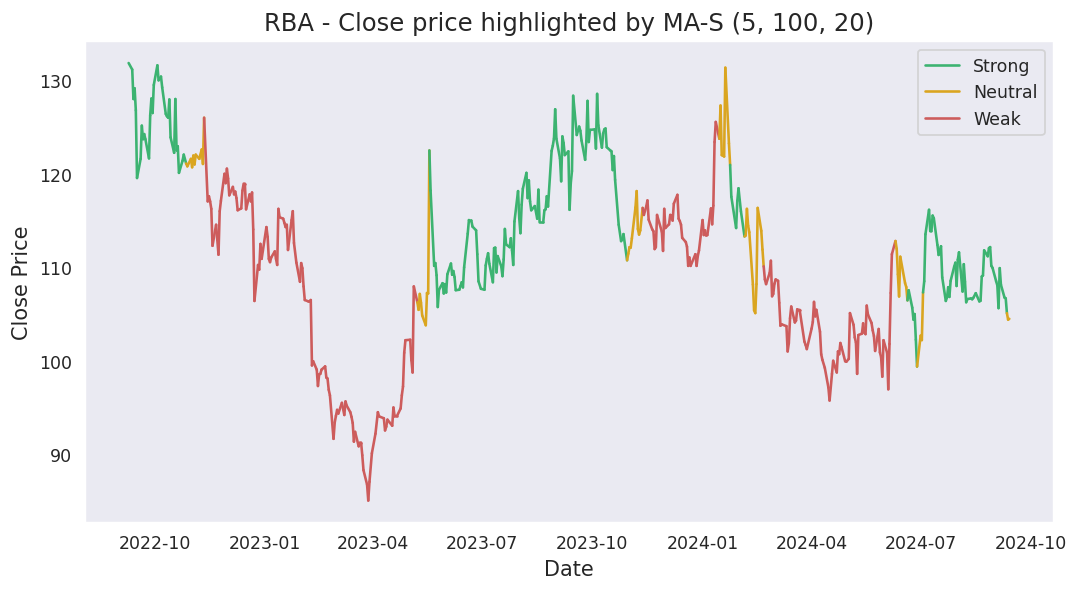 RBA - Close price highlighted by MA-S (5, 100, 20)
Strong
Neutral
Weak
130
120
110
100
90
Close Price
2022-10 2023-01 2023-04 2023-07 2023-10 2024-01 2024-04 2024-07 2024-10
Date